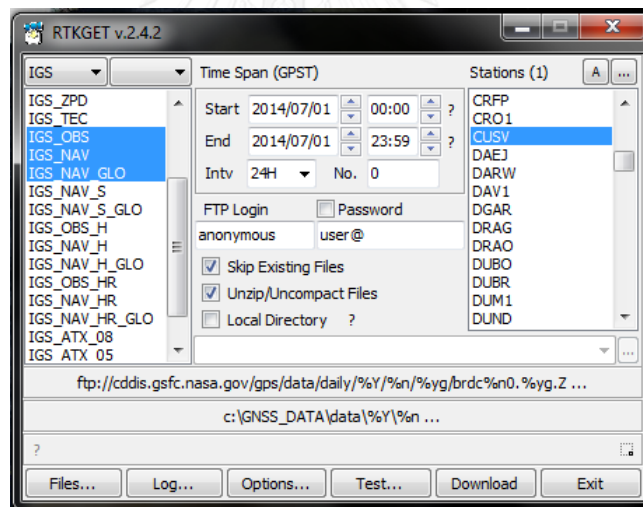 RTKGET v.2.4.2
IGS
Time Span (GPST)
Stations (1)
A
...
IGS_ZPD
IGS_TEC
IGS_OBS
IGS_NAV
IGS_NAV_GLO
IGS_NAV_S
IGS_NAV_S_GLO
IGS_OBS_H
IGS_NAV_H
IGS_NAV_H_GLO
IGS_OBS_HR
IGS_NAV_HR
IGS_NAV_HR_GLO
IGS_ATX_08
IGS_ATX_05
Start 2014/07/01 00:00 ?
End 2014/07/01 23:59 ?
Intv 24H No. 0
FTP Login Password
anonymous user@
Skip Existing Files
Unzip/Uncompact Files
Local Directory ?
CRFP
CRO1
CUSV
DAEJ
DARW
DAV1
DGAR
DRAG
DRAO
DUBO
DUBR
DUM1
DUND
...
ftp://cddis.gsfc.nasa.gov/gps/data/daily/%Y/%n/%yg/brdc%n0.%yg.Z ...
c:\GNSS_DATA\data\%Y\%n ...
?
Files... Log... Options... Test... Download Exit